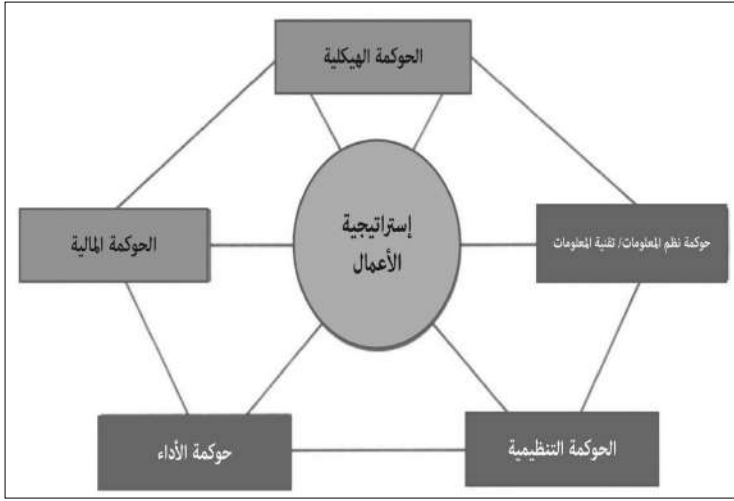 الحوكمة الهيكلية
إستراتيجية
الأعمال
حوكمة نظم المعلومات/ تقنية المعلومات
الحوكمة المالية
الحوكمة التنظيمية
حوكمة الأداء